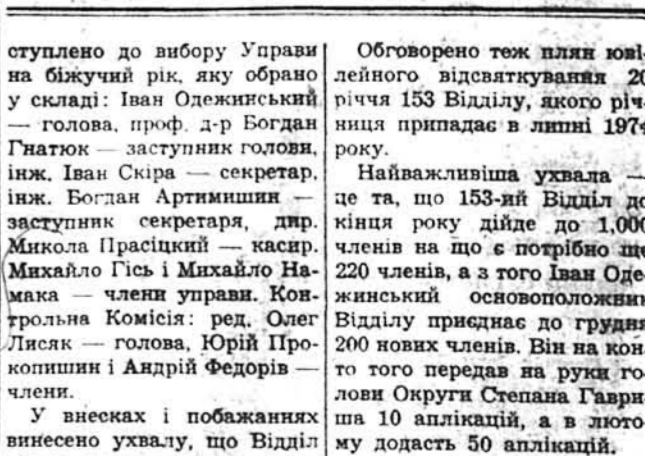 ступлено до вибору Управи
на біжучий рік, яку обрано
у складі: Іван Одежинський
— голова, проф. д-р Богдан
Гнатюк — заступник голови,
інж. Іван Скіра — секретар,
інж. Богдан Артимишин —
заступник секретаря, дир.
Микола Прасіцкий — касир.
Михайло Гісь і Михайло На-
мака — члени управи. Кон-
трольна Комісія: ред. Олег
Лисяк — голова, Юрій Про-
копишин і Андрій Федорів —
члени.
У внесках і побажаннях
винесено ухвалу, що Відділ
Обговорено теж плян юві-
лейного відсвяткування 20
річчя 153 Відділу, якого річ-
ниця припадає в липні 1974
року.
Найважливіша ухвала —
це та, що 153-ий Відділ до
кінця року дійде до 1,000
членів на що є потрібно ще
220 членів, а з того Іван Оде-
жинський основоположник
Відділу приєднає до грудня
200 нових членів. Він на кон-
то того передав на руки го-
лови Округи Степана Гаври-
ша 10 аплікацій, а в люто-
му додасть 50 аплікацій.